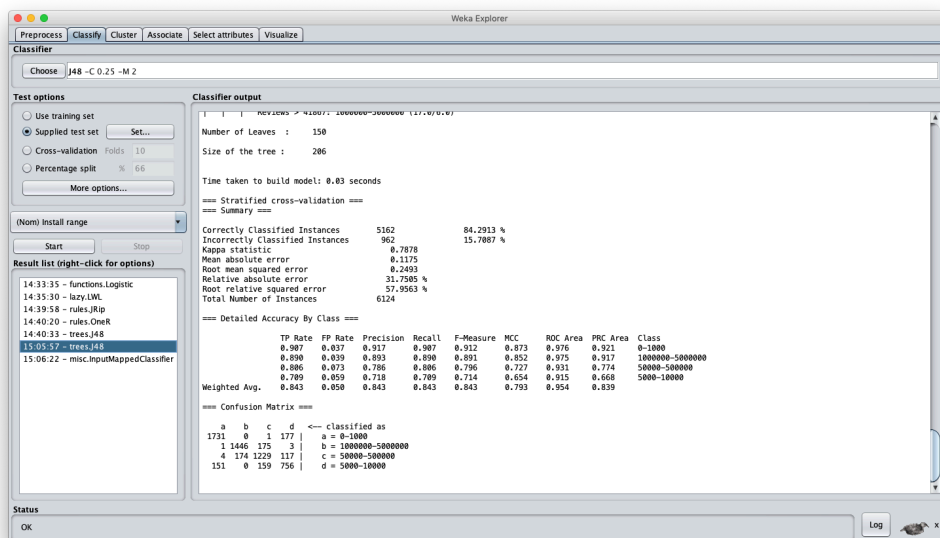 Weka Explorer
Preprocess Classify Cluster Associate Select attributes Visualize
Classifier
Choose J48 -C 0.25 -M 2
Test options
Use training set
Supplied test set Set...
Cross-validation Folds 10
Percentage split % 66
More options...
(Nom) Install range
Start Stop
Result list (right-click for options)
14:33:35 - functions.Logistic
14:35:30 - lazy.LWL
14:39:58 - rules.JRip
14:40:20 - rules.OneR
14:40:33 - trees.J48
15:05:57 - trees.J48
15:06:22 - misc.InputMappedClassifier
Classifier output
| | | Reviews > 41867: 1000000-5000000 (17.0/6.0)
Number of Leaves : 150
Size of the tree : 206
Time taken to build model: 0.03 seconds
=== Stratified cross-validation ===
=== Summary ===
Correctly Classified Instances 5162 84.2913 %
Incorrectly Classified Instances 962 15.7087 %
Kappa statistic 0.7878
Mean absolute error 0.1175
Root mean squared error 0.2493
Relative absolute error 31.7505 %
Root relative squared error 57.9563 %
Total Number of Instances 6124
=== Detailed Accuracy By Class ===
TP Rate FP Rate Precision Recall F-Measure MCC ROC Area PRC Area Class
0.907 0.037 0.917 0.907 0.912 0.873 0.976 0.921 0-1000
0.890 0.039 0.893 0.890 0.891 0.852 0.975 0.917 1000000-5000000
0.806 0.073 0.786 0.806 0.796 0.727 0.931 0.774 50000-500000
0.709 0.059 0.718 0.709 0.714 0.654 0.915 0.668 5000-10000
Weighted Avg. 0.843 0.050 0.843 0.843 0.843 0.793 0.954 0.839
=== Confusion Matrix ===
a b c d <-- classified as
1731 0 1 177 | a = 0-1000
1 1446 175 3 | b = 1000000-5000000
4 174 1229 117 | c = 50000-500000
151 0 159 756 | d = 5000-10000
Status
OK
Log
x